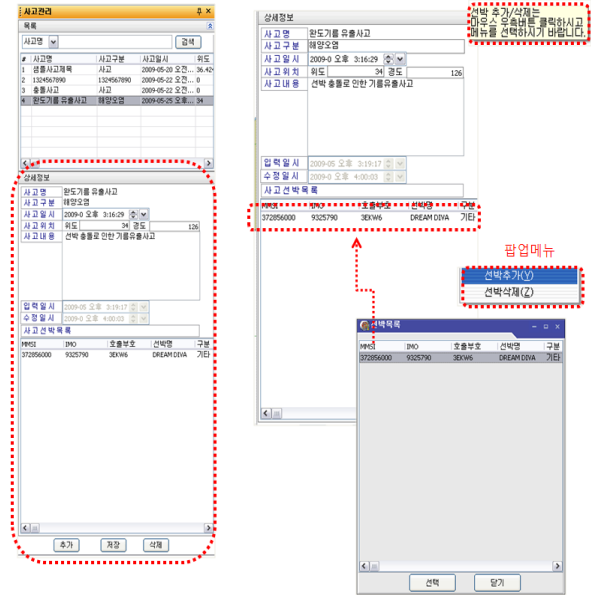 사고관리
목록
사고명 검색
# 사고명 사고구분 사고일시 위도
1 샘플사고제목 사고 2009-05-20 오전... 36.424
2 1324567890 1324567890 2009-05-22 오전... 0
3 충돌사고 사고 2009-05-22 오전... 0
4 완도기름유출사고 해양오염 2009-05-25 오후... 34
상세정보
사고명 완도기름 유출사고
사고구분 해양오염
사고일시 2009-0 오후 3:16:29
사고위치 위도 34 경도 126
사고내용 선박 충돌로 인한 기름유출사고
입력일시 2009-05 오후 3:19:17
수정일시 2009-0 오후 4:00:03
사고선박목록
MMSI IMO 호출부호 선박명 구분
372856000 9325790 3EKW6 DREAM DIVA 기타
추가 저장 삭제
상세정보
사고명 완도기름 유출사고
사고구분 해양오염
사고일시 2009-0 오후 3:16:29
사고위치 위도 34 경도 126
사고내용 선박 충돌로 인한 기름유출사고
입력일시 2009-05 오후 3:19:17
수정일시 2009-0 오후 4:00:03
사고선박목록
MMSI IMO 호출부호 선박명 구분
372856000 9325790 3EKW6 DREAM DIVA 기타
선박 추가/삭제는
마우스 우측버튼 클릭하시고
메뉴를 선택하시기 바랍니다.
팝업메뉴
선박추가(Y)
선박삭제(Z)
선박목록
MMSI IMO 호출부호 선박명 구분
372856000 9325790 3EKW6 DREAM DIVA 기타
선택 닫기